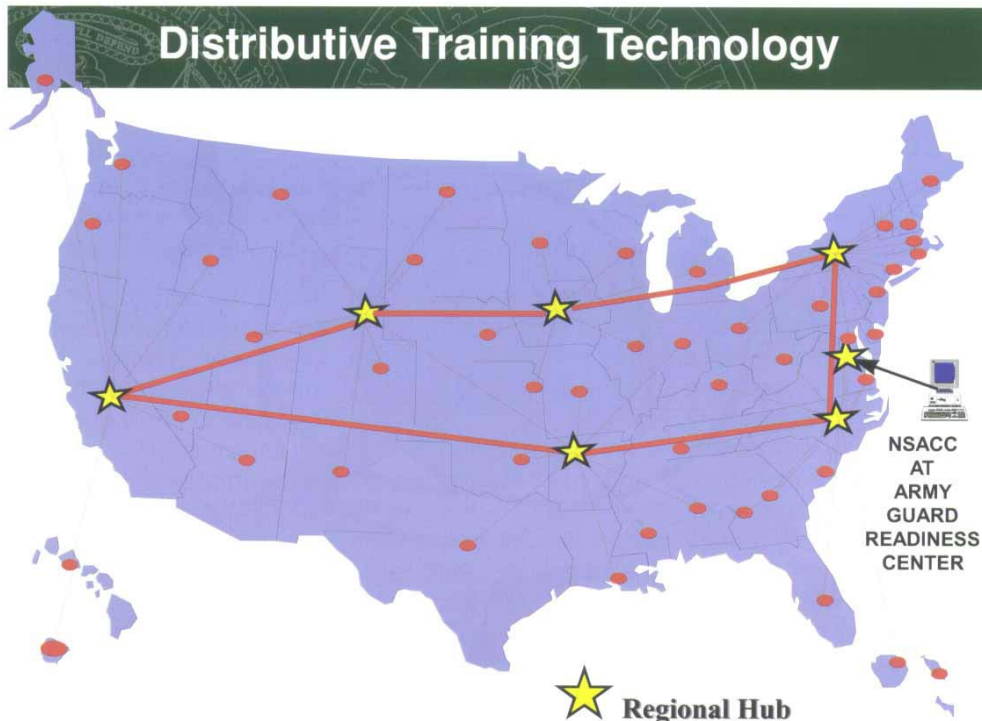 Distributive Training Technology
NSACC
AT
ARMY
GUARD
READINESS
CENTER
Regional Hub